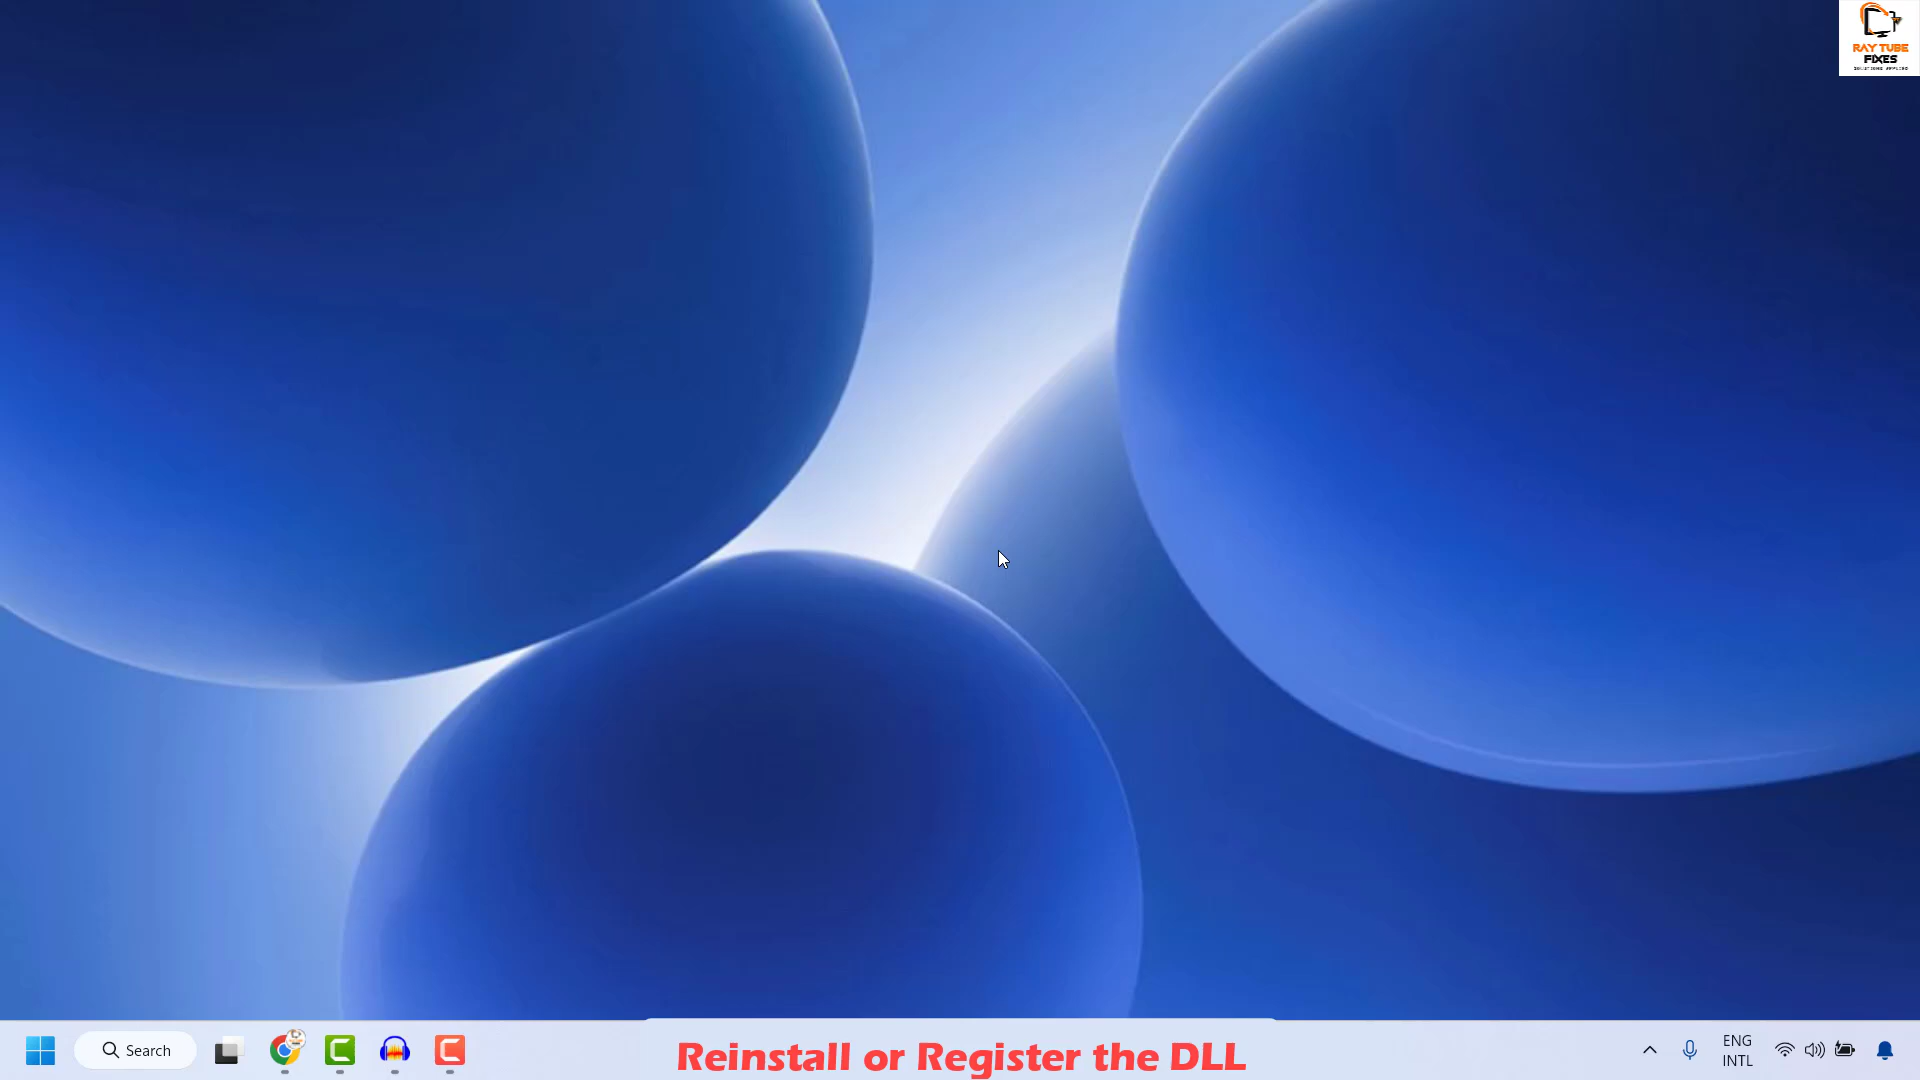 RAY TUBE
FIXES
Search
Reinstall or Register the DLL
ENG
INTL